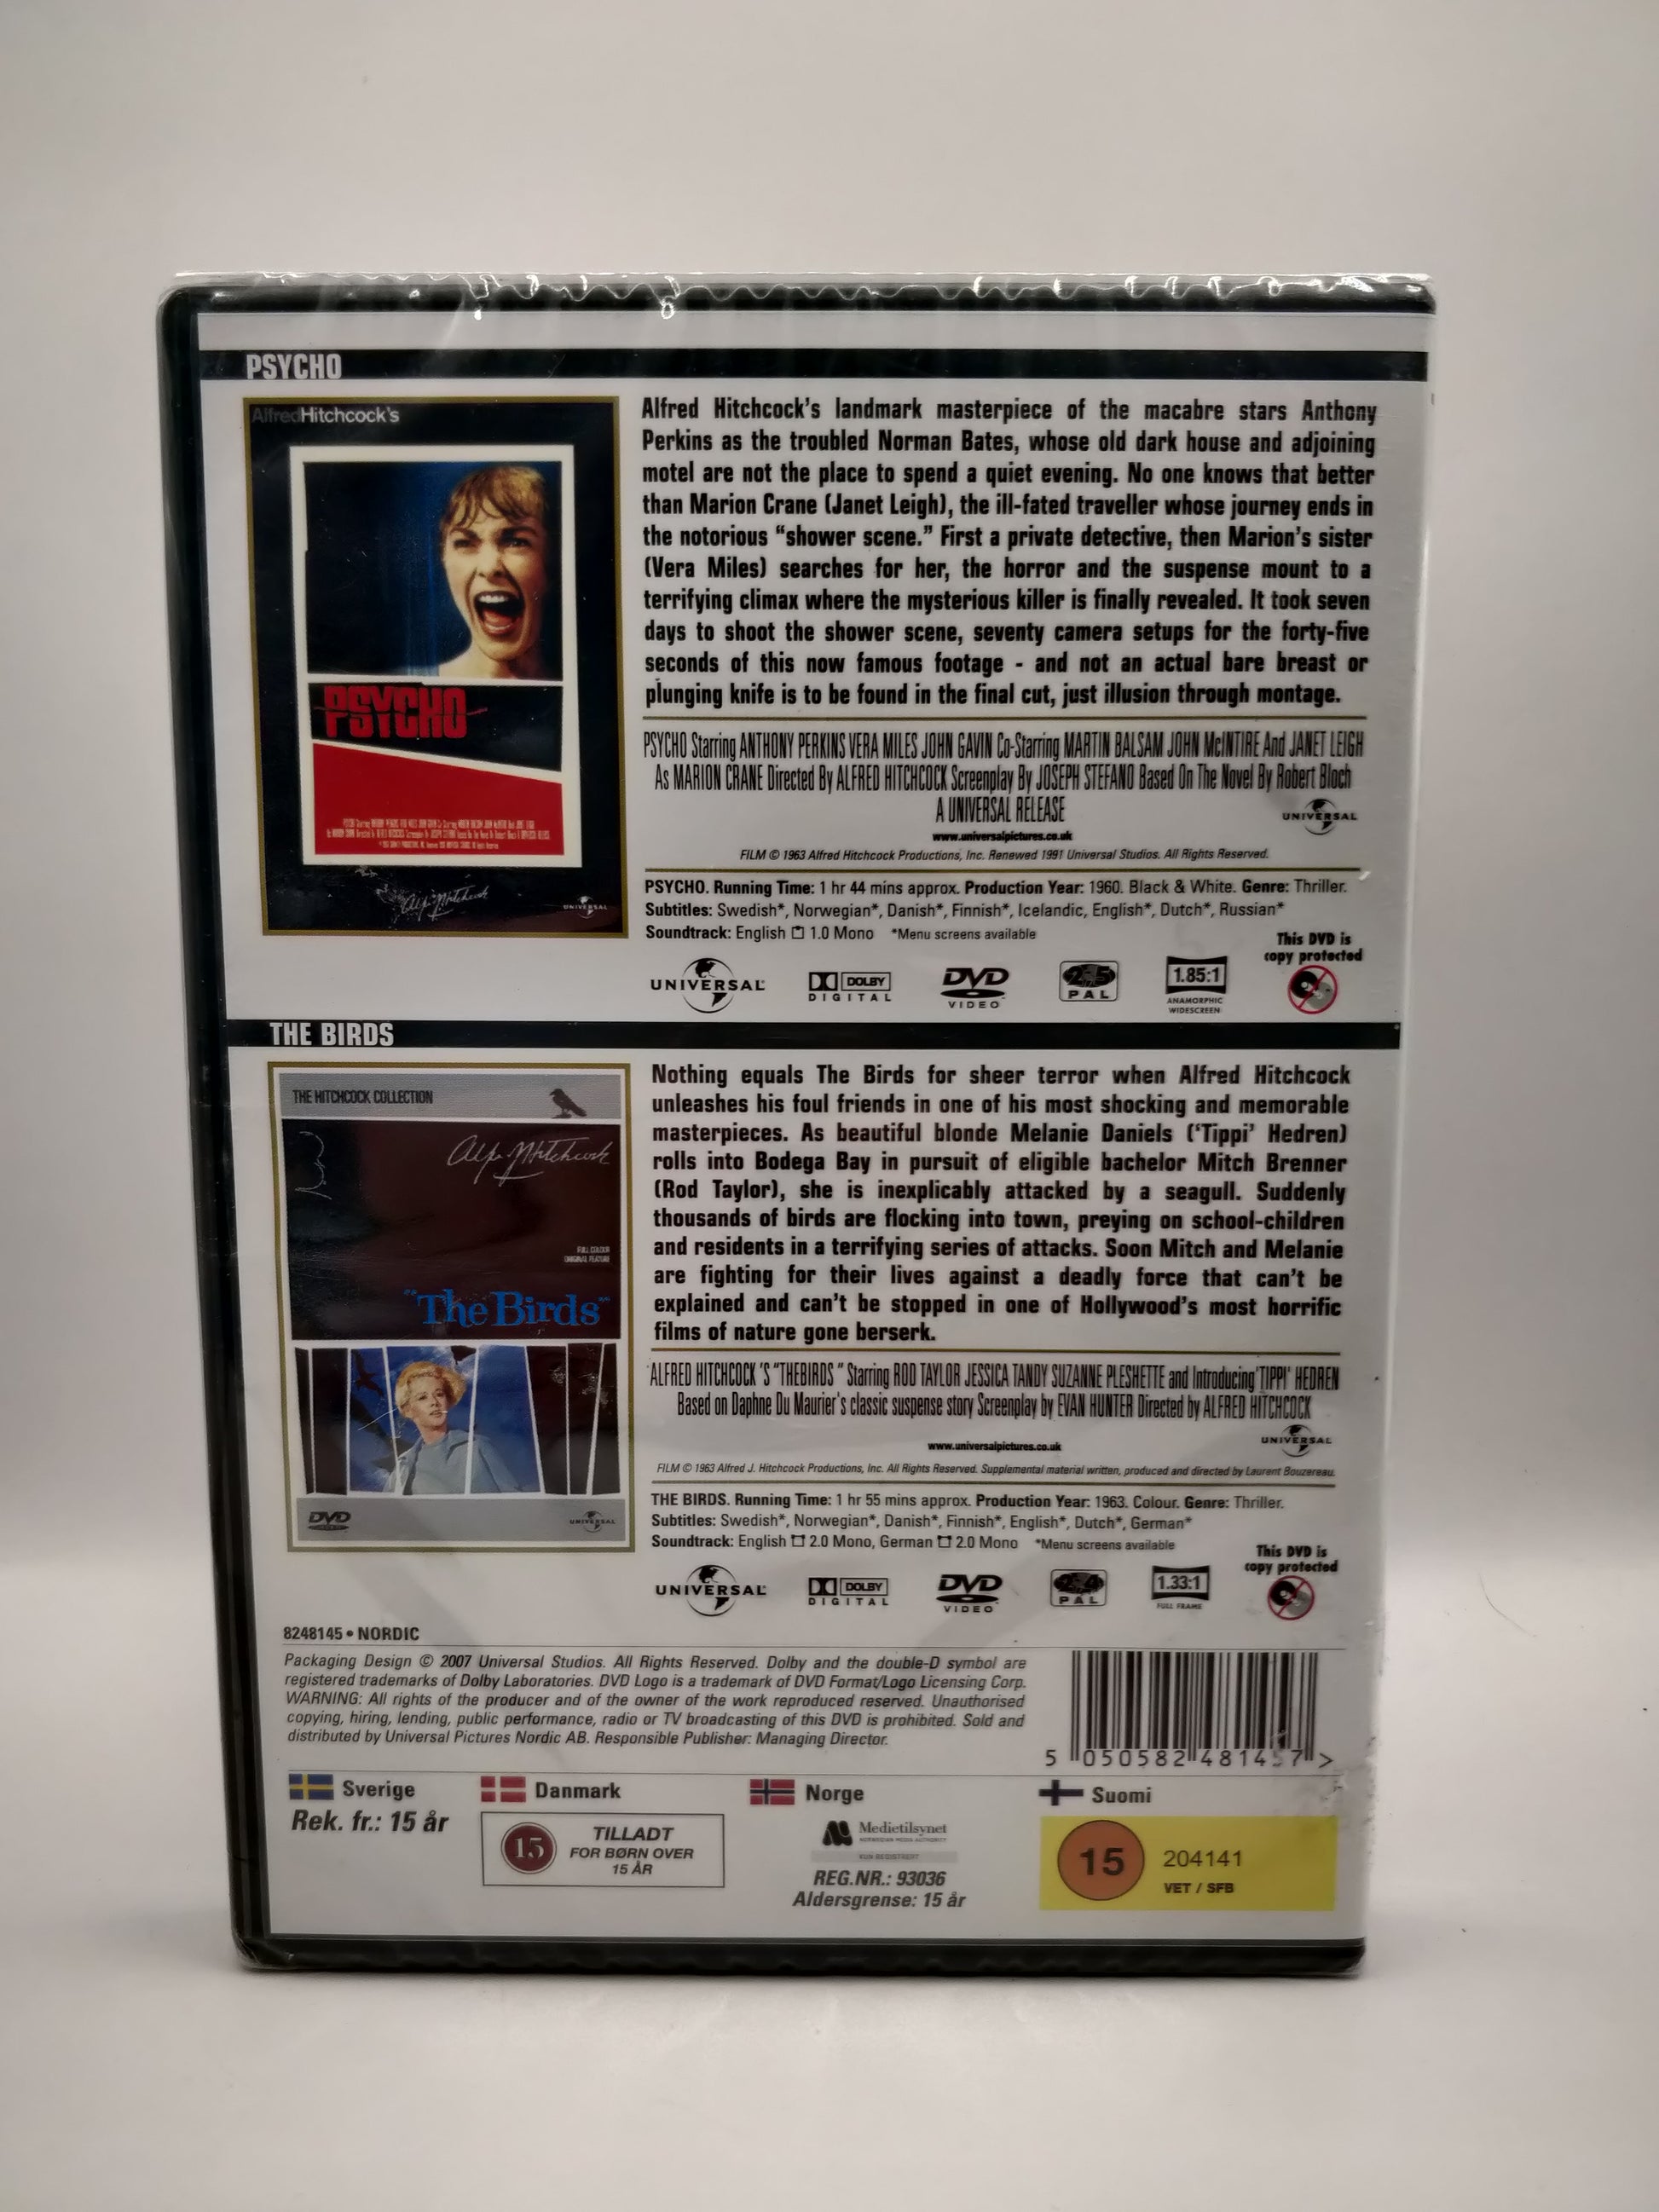 PSYCHO
AlfredHitchcock's
PSYCHO
UNIVERSAL
Alfred Hitchcock's landmark masterpiece of the macabre stars Anthony
Perkins as the troubled Norman Bates, whose old dark house and adjoining
motel are not the place to spend a quiet evening. No one knows that better
than Marion Crane (Janet Leigh), the ill-fated traveller whose journey ends in
the notorious “shower scene.” First a private detective, then Marion's sister
(Vera Miles) searches for her, the horror and the suspense mount to a
terrifying climax where the mysterious killer is finally revealed. It took seven
days to shoot the shower scene, seventy camera setups for the forty-five
seconds of this now famous footage - and not an actual bare breast or
plunging knife is to be found in the final cut, just illusion through montage.
PSYCHO Starring ANTHONY PERKINS VERA MILES JOHN GAVIN Co-Starring MARTIN BALSAM JOHN McINTIRE And JANET LEIGH
As MARION CRANE Directed By ALFRED HITCHCOCK Screenplay By JOSEPH STEFANO Based On The Novel By Robert Bloch
A UNIVERSAL RELEASE
UNIVERSAL
www.universalpictures.co.uk
FILM © 1963 Alfred Hitchcock Productions, Inc. Renewed 1991 Universal Studios. All Rights Reserved.
PSYCHO. Running Time: 1 hr 44 mins approx. Production Year: 1960. Black & White. Genre: Thriller.
Subtitles: Swedish*, Norwegian*, Danish*, Finnish*, Icelandic, English*, Dutch*, Russian*
Soundtrack: English 1.0 Mono *Menu screens available
This DVD is
copy protected
UNIVERSAL
DOLBY
DIGITAL
DVD
VIDEO
PAL
1.85:1
ANAMORPHIC
WIDESCREEN
THE BIRDS
THE HITCHCOCK COLLECTION
Alfred Hitchcock
FULL COLOUR
ORIGINAL FEATURE
"The Birds"
DVD
UNIVERSAL
Nothing equals The Birds for sheer terror when Alfred Hitchcock
unleashes his foul friends in one of his most shocking and memorable
masterpieces. As beautiful blonde Melanie Daniels (‘Tippi’ Hedren)
rolls into Bodega Bay in pursuit of eligible bachelor Mitch Brenner
(Rod Taylor), she is inexplicably attacked by a seagull. Suddenly
thousands of birds are flocking into town, preying on school-children
and residents in a terrifying series of attacks. Soon Mitch and Melanie
are fighting for their lives against a deadly force that can't be
explained and can't be stopped in one of Hollywood's most horrific
films of nature gone berserk.
ALFRED HITCHCOCK 'S "THEBIRDS " Starring ROD TAYLOR JESSICA TANDY SUZANNE PLESHETTE and Introducing 'TIPPI' HEDREN
Based on Daphne Du Maurier's classic suspense story Screenplay by EVAN HUNTER Directed by ALFRED HITCHCOCK
www.universalpictures.co.uk
UNIVERSAL
FILM © 1963 Alfred J. Hitchcock Productions, Inc. All Rights Reserved. Supplemental material written, produced and directed by Laurent Bouzereau.
THE BIRDS. Running Time: 1 hr 55 mins approx. Production Year: 1963. Colour. Genre: Thriller.
Subtitles: Swedish*, Norwegian*, Danish*, Finnish*, English*, Dutch*, German*
Soundtrack: English 2.0 Mono, German 2.0 Mono *Menu screens available
This DVD is
copy protected
UNIVERSAL
DOLBY
DIGITAL
DVD
VIDEO
PAL
1.33:1
FULL FRAME
8248145 • NORDIC
Packaging Design © 2007 Universal Studios. All Rights Reserved. Dolby and the double-D symbol are
registered trademarks of Dolby Laboratories. DVD Logo is a trademark of DVD Format/Logo Licensing Corp.
WARNING: All rights of the producer and of the owner of the work reproduced reserved. Unauthorised
copying, hiring, lending, public performance, radio or TV broadcasting of this DVD is prohibited. Sold and
distributed by Universal Pictures Nordic AB. Responsible Publisher: Managing Director.
5 050582 481457 >
Sverige
Rek. fr.: 15 år
Danmark
15
TILLADT
FOR BØRN OVER
15 ÅR
Norge
Medietilsynet
NORWEGIAN MEDIA AUTHORITY
KUN REGISTRERT
REG.NR.: 93036
Aldersgrense: 15 år
Suomi
15
204141
VET / SFB